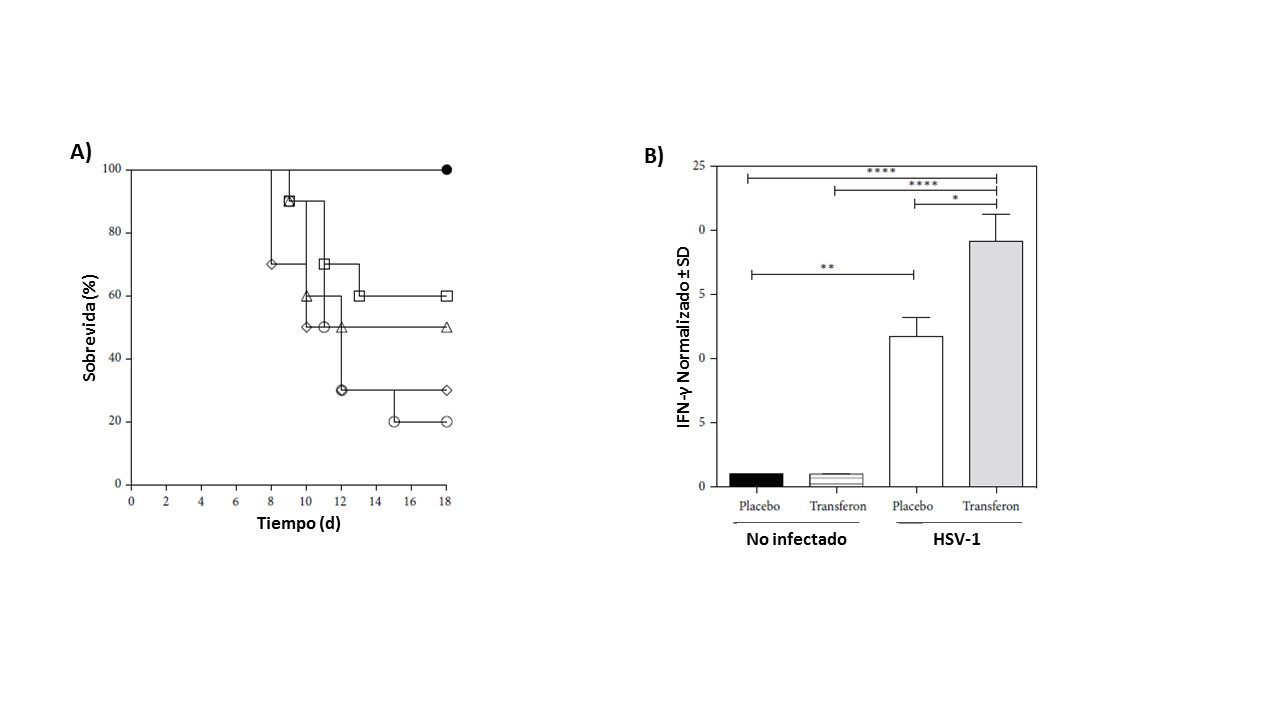 A)
100
80
60
40
20
0
0 2 4 6 8 10 12 14 16 18
Sobrevida (%)
Tiempo (d)
B)
25
0
5
0
5
0
IFN-γ Normalizado ± SD
****
****
*
**
Placebo Transferon Placebo Transferon
No infectado HSV-1